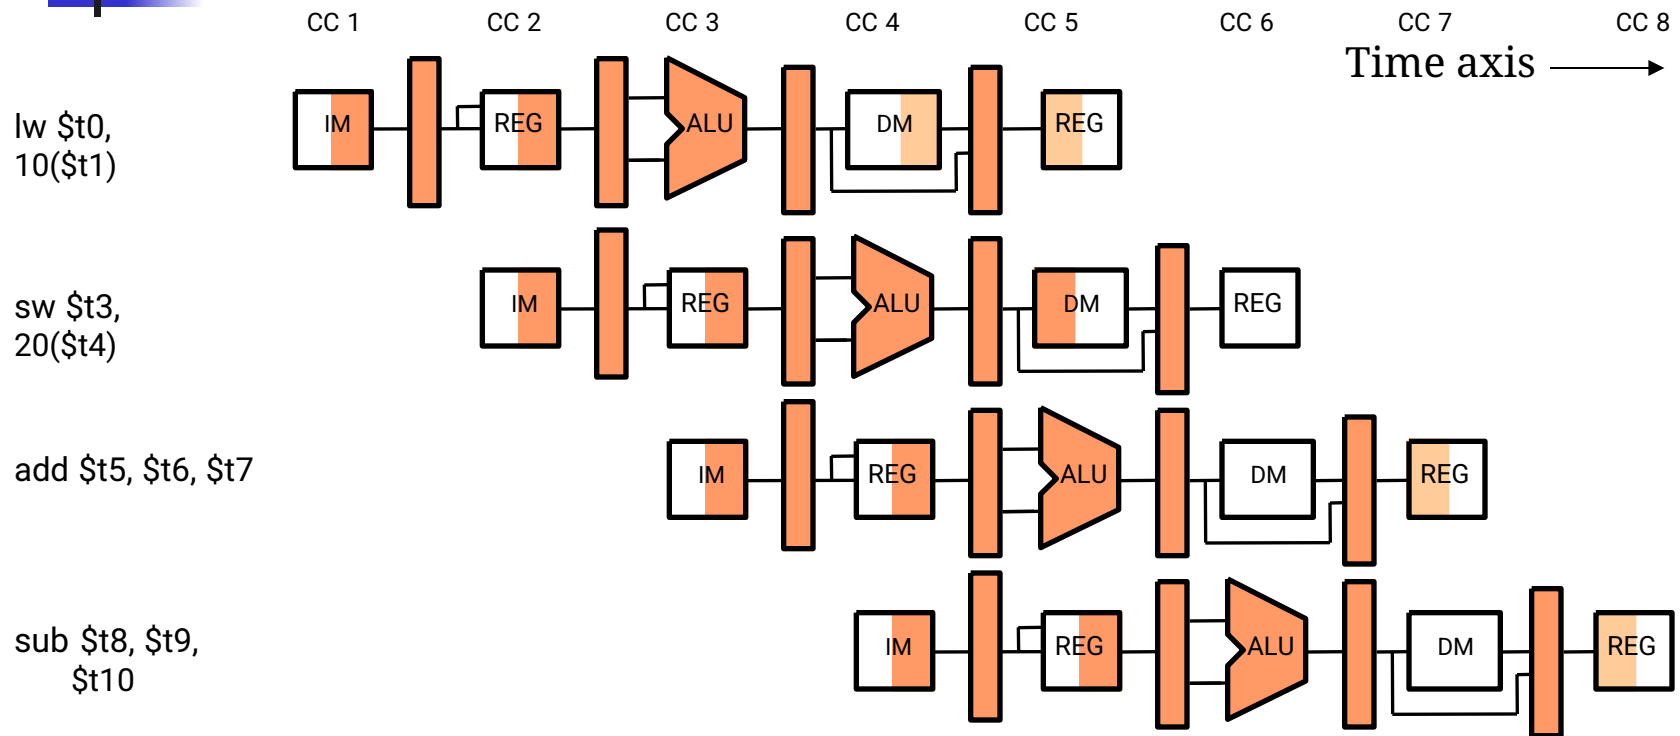 CC 1 CC 2 CC 3 CC 4 CC 5 CC 6 CC 7 CC 8
Time axis
lw $t0,
10($t1)
IM REG ALU DM REG
sw $t3,
20($t4)
IM REG ALU DM REG
add $t5, $t6, $t7
IM REG ALU DM REG
sub $t8, $t9,
$t10
IM REG ALU DM REG